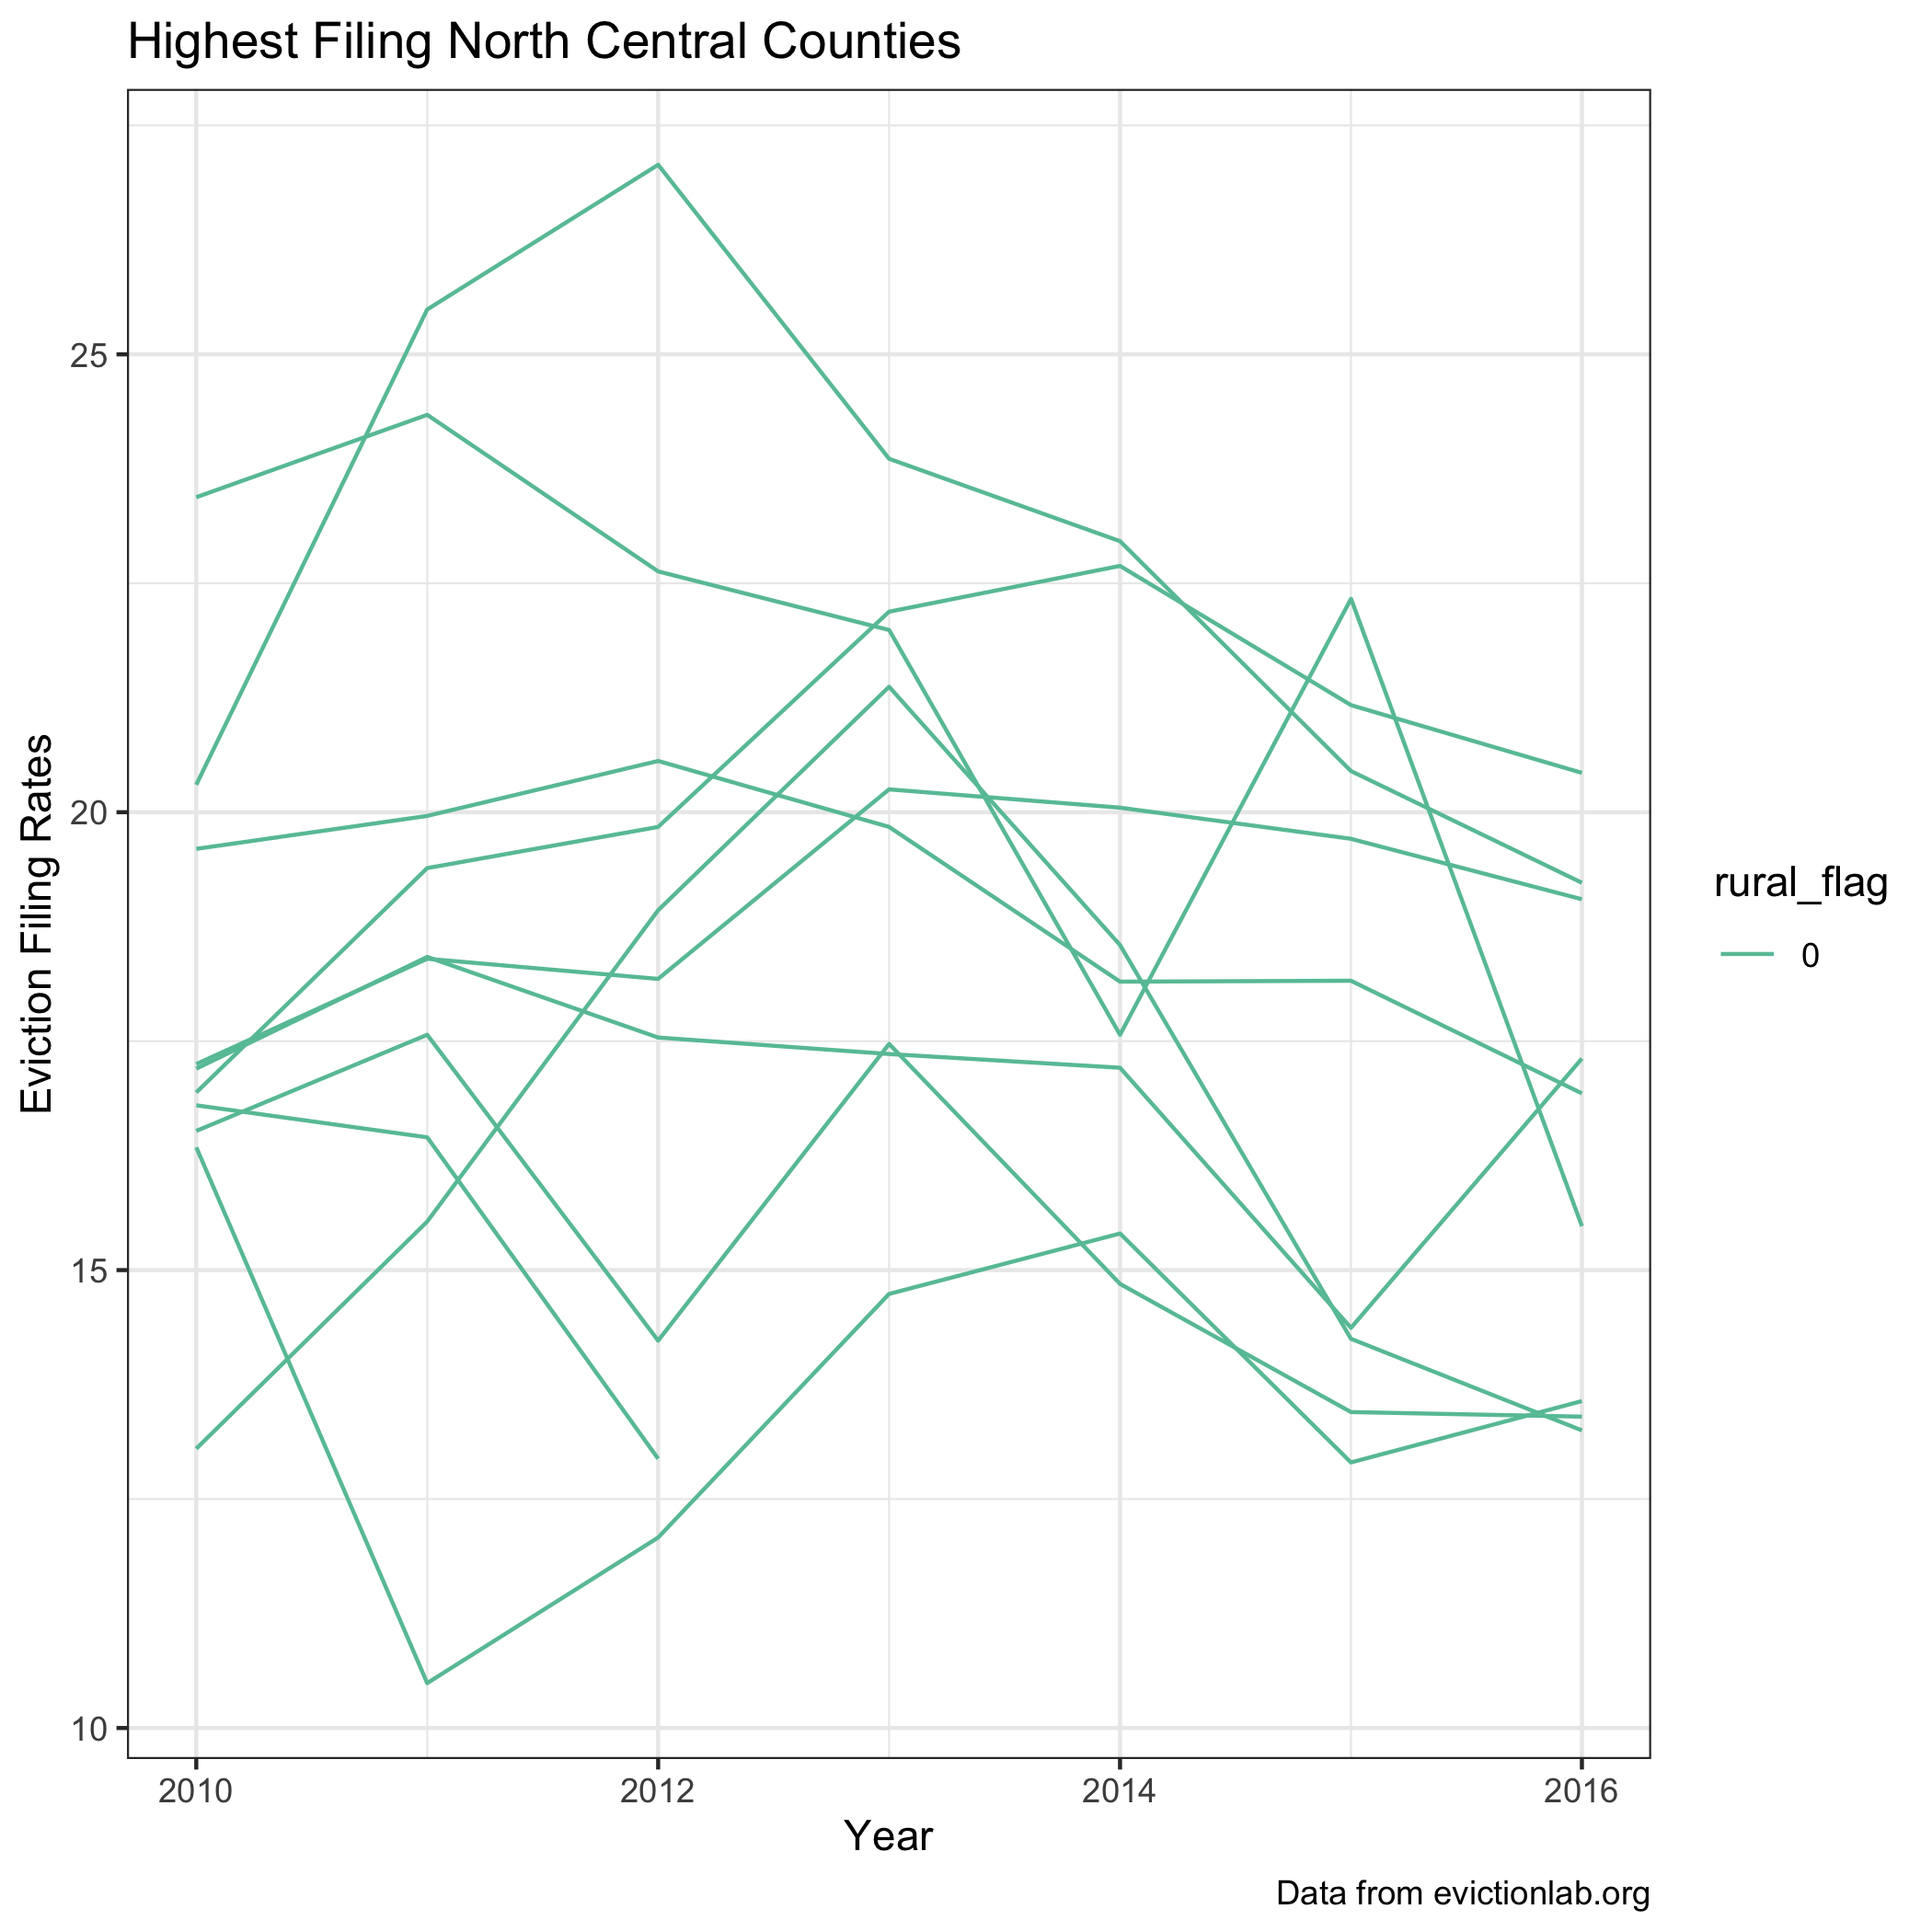 Highest Filing North Central Counties
25
20
15
10
Eviction Filing Rates
2010 2012 2014 2016
Year
rural_flag
0
Data from evictionlab.org